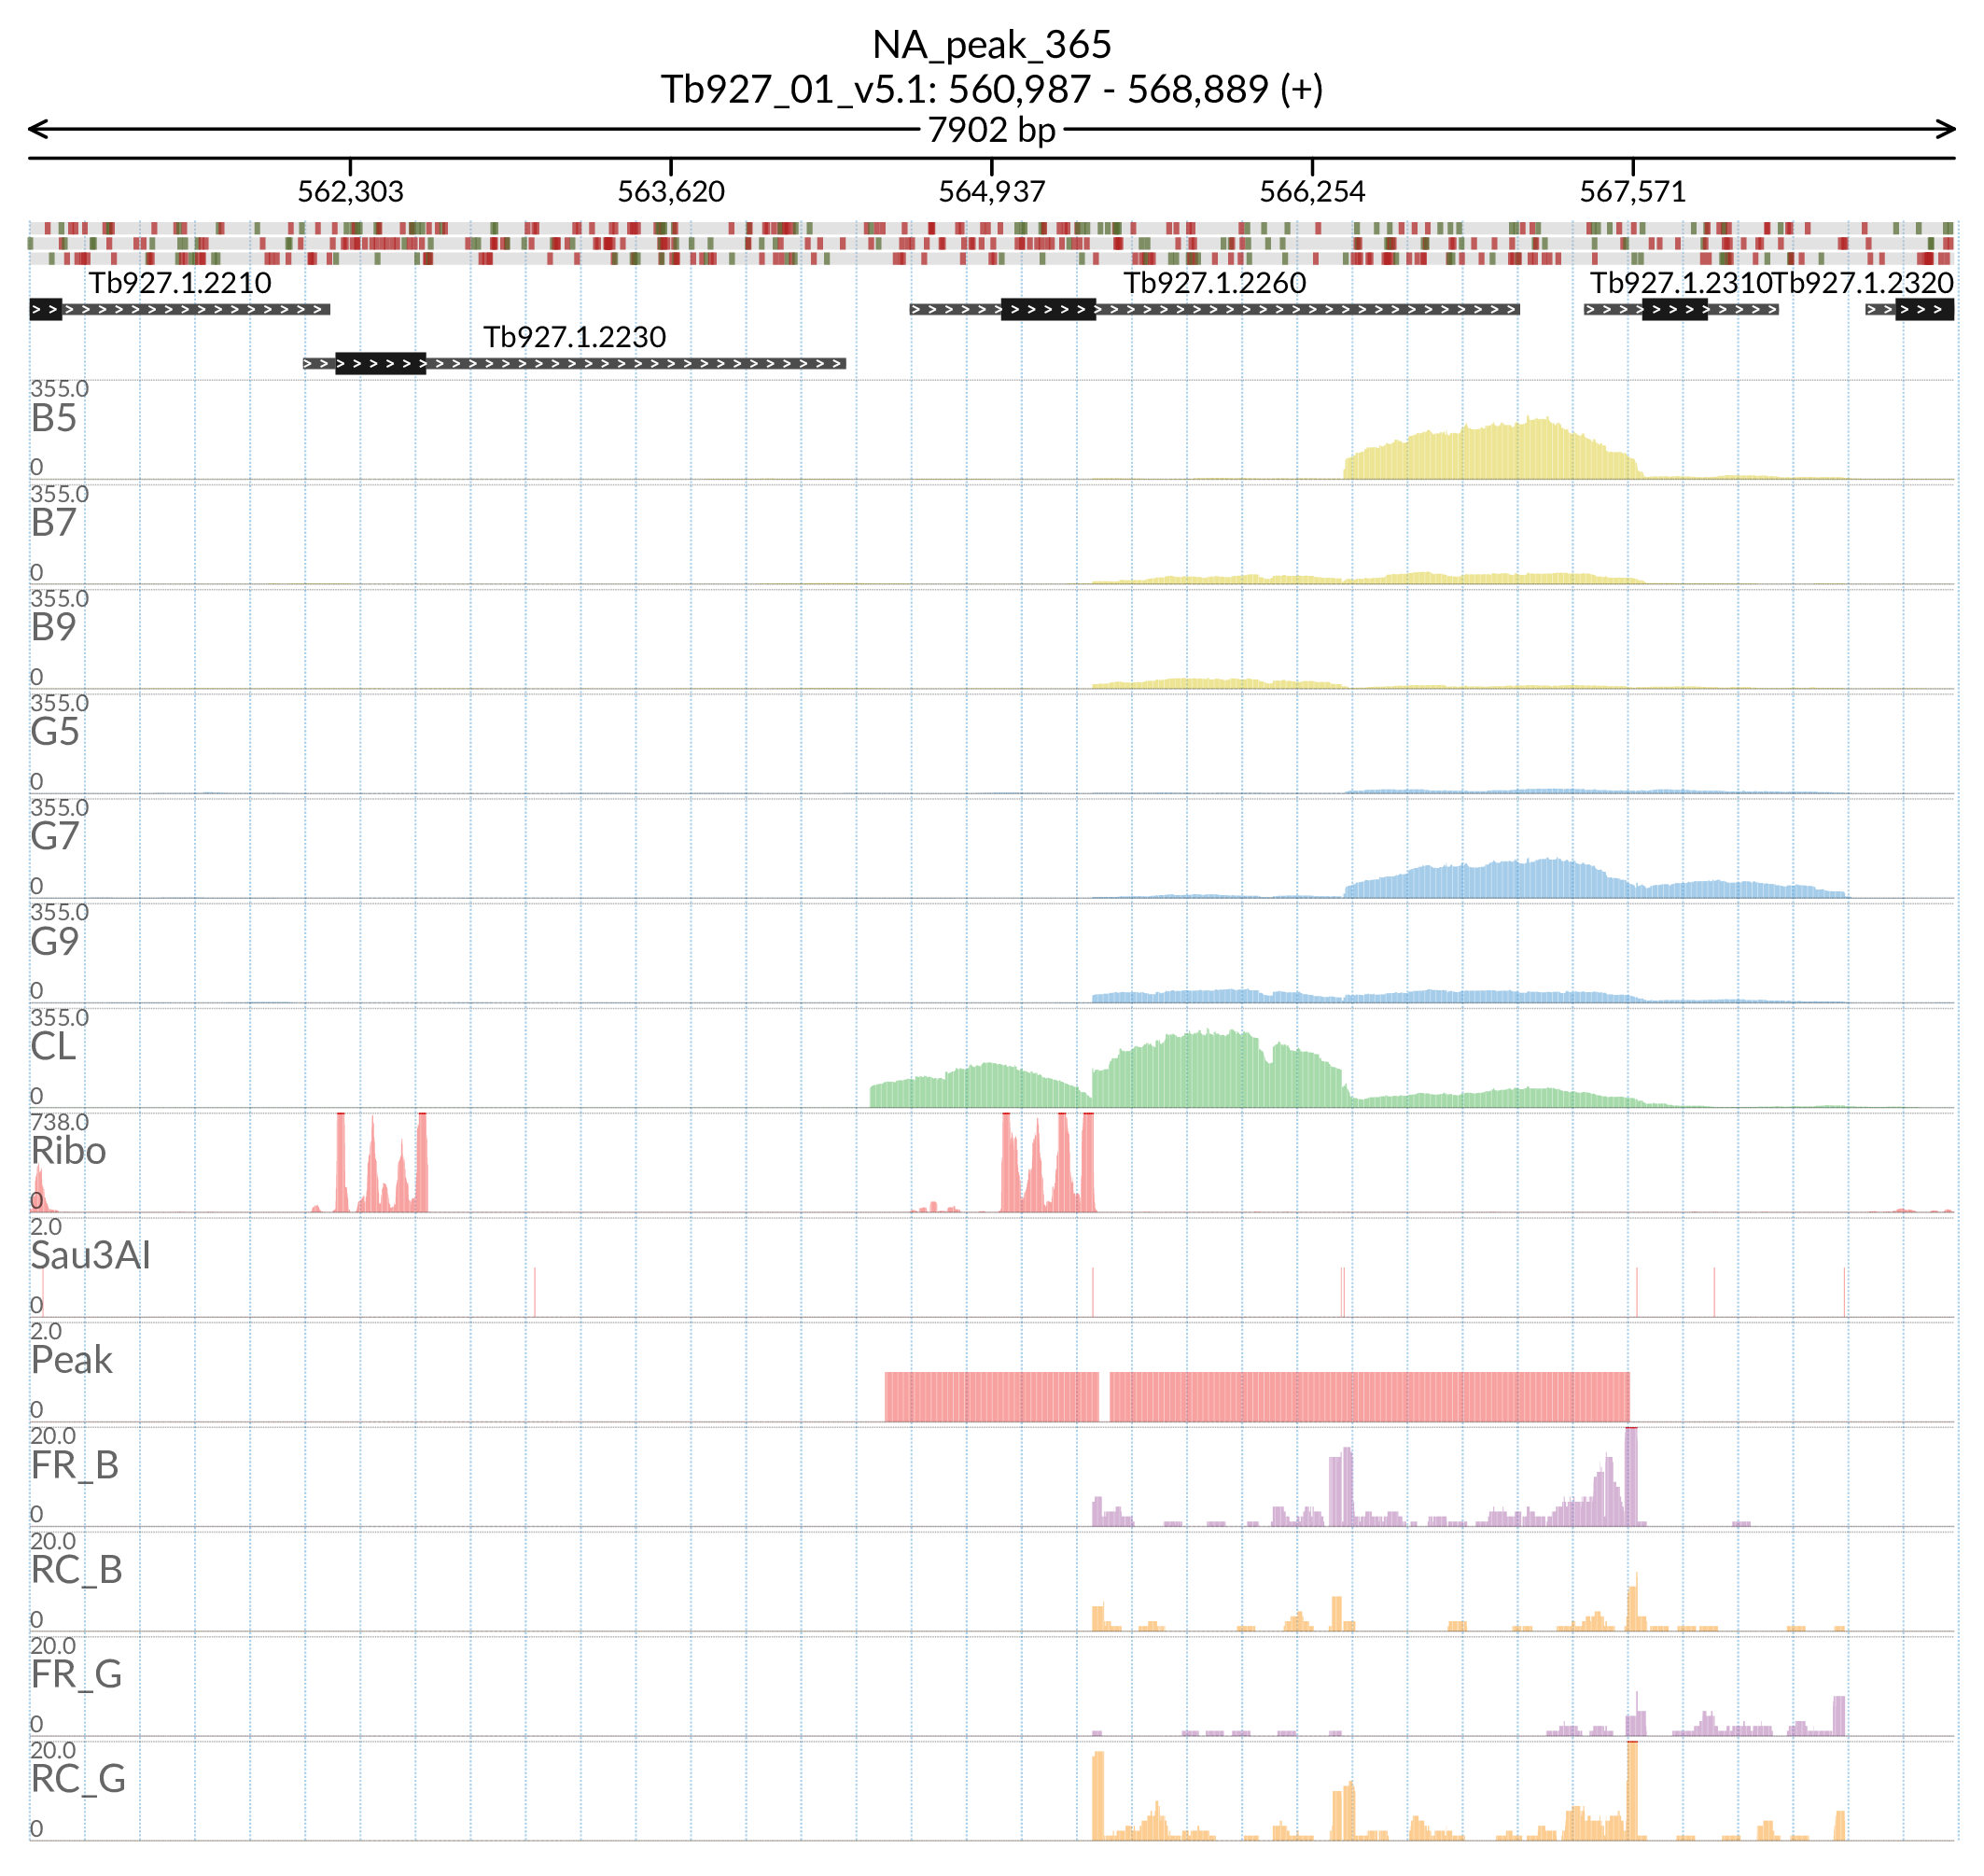 NA_peak_365
Tb927_01_v5.1: 560,987 - 568,889 (+)
7902 bp
562,303 563,620 564,937 566,254 567,571
Tb927.1.2210 Tb927.1.2260 Tb927.1.2310 Tb927.1.2320
Tb927.1.2230
355.0
B5
0
355.0
B7
0
355.0
B9
0
355.0
G5
0
355.0
G7
0
355.0
G9
0
355.0
CL
0
738.0
Ribo
0
2.0
Sau3AI
0
2.0
Peak
0
20.0
FR_B
0
20.0
RC_B
0
20.0
FR_G
0
20.0
RC_G
0